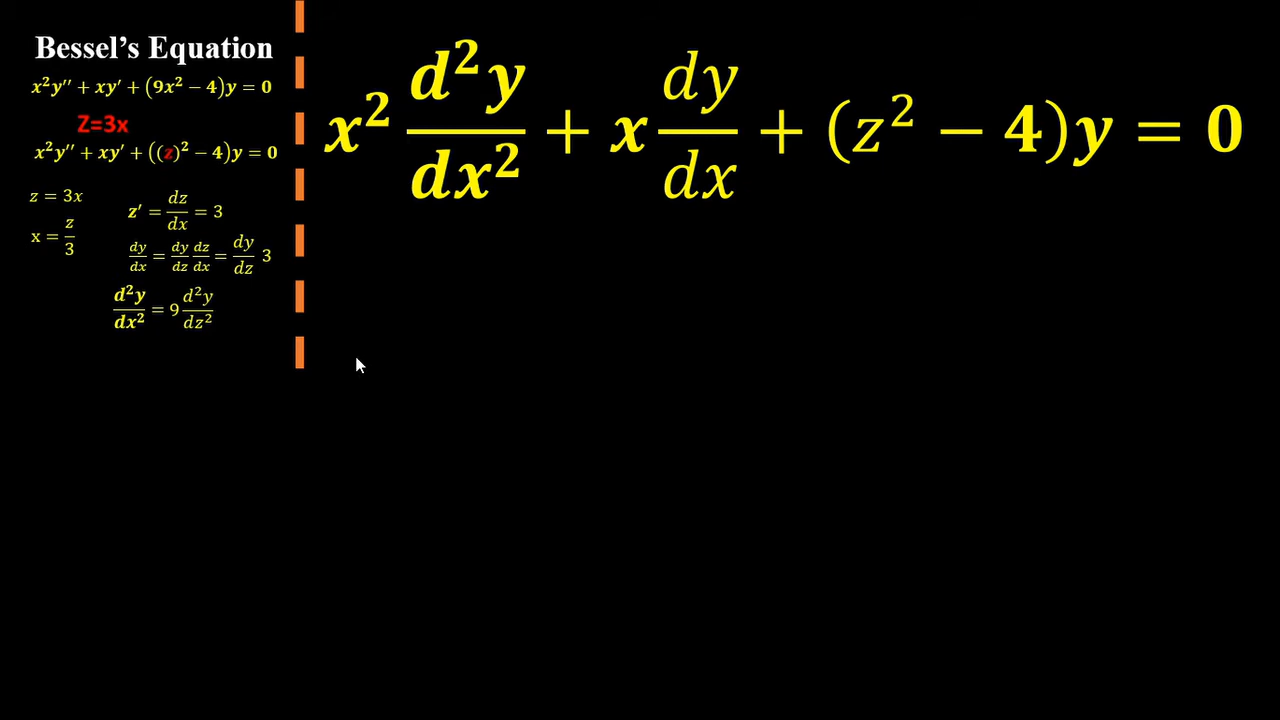 Bessel's Equation
x²y′′ + xy′ + (9x² − 4)y = 0
Z=3x
x²y′′ + xy′ + ((z)² − 4)y = 0
z = 3x
x = z/3
z′ = dz/dx = 3
dy/dx = dy/dz dz/dx = dy/dz 3
d²y/dx² = 9 d²y/dz²
x² d²y/dx² + x dy/dx + (z² − 4)y = 0